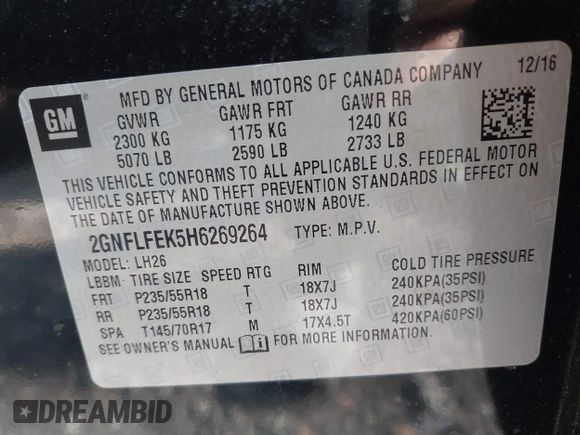 GM
MFD BY GENERAL MOTORS OF CANADA COMPANY 12/16
GVWR GAWR FRT GAWR RR
2300 KG 1175 KG 1240 KG
5070 LB 2590 LB 2733 LB
THIS VEHICLE CONFORMS TO ALL APPLICABLE U.S. FEDERAL MOTOR
VEHICLE SAFETY AND THEFT PREVENTION STANDARDS IN EFFECT ON
DATE OF MANUFACTURE SHOWN ABOVE.
2GNFLFEK5H6269264 TYPE: M.P.V.
MODEL: LH26
LBBM- TIRE SIZE SPEED RTG RIM COLD TIRE PRESSURE
FRT P235/55R18 T 18X7J 240KPA(35PSI)
RR P235/55R18 T 18X7J 240KPA(35PSI)
SPA T145/70R17 M 17X4.5T 420KPA(60PSI)
SEE OWNER'S MANUAL FOR MORE INFORMATION.
DREAMBID